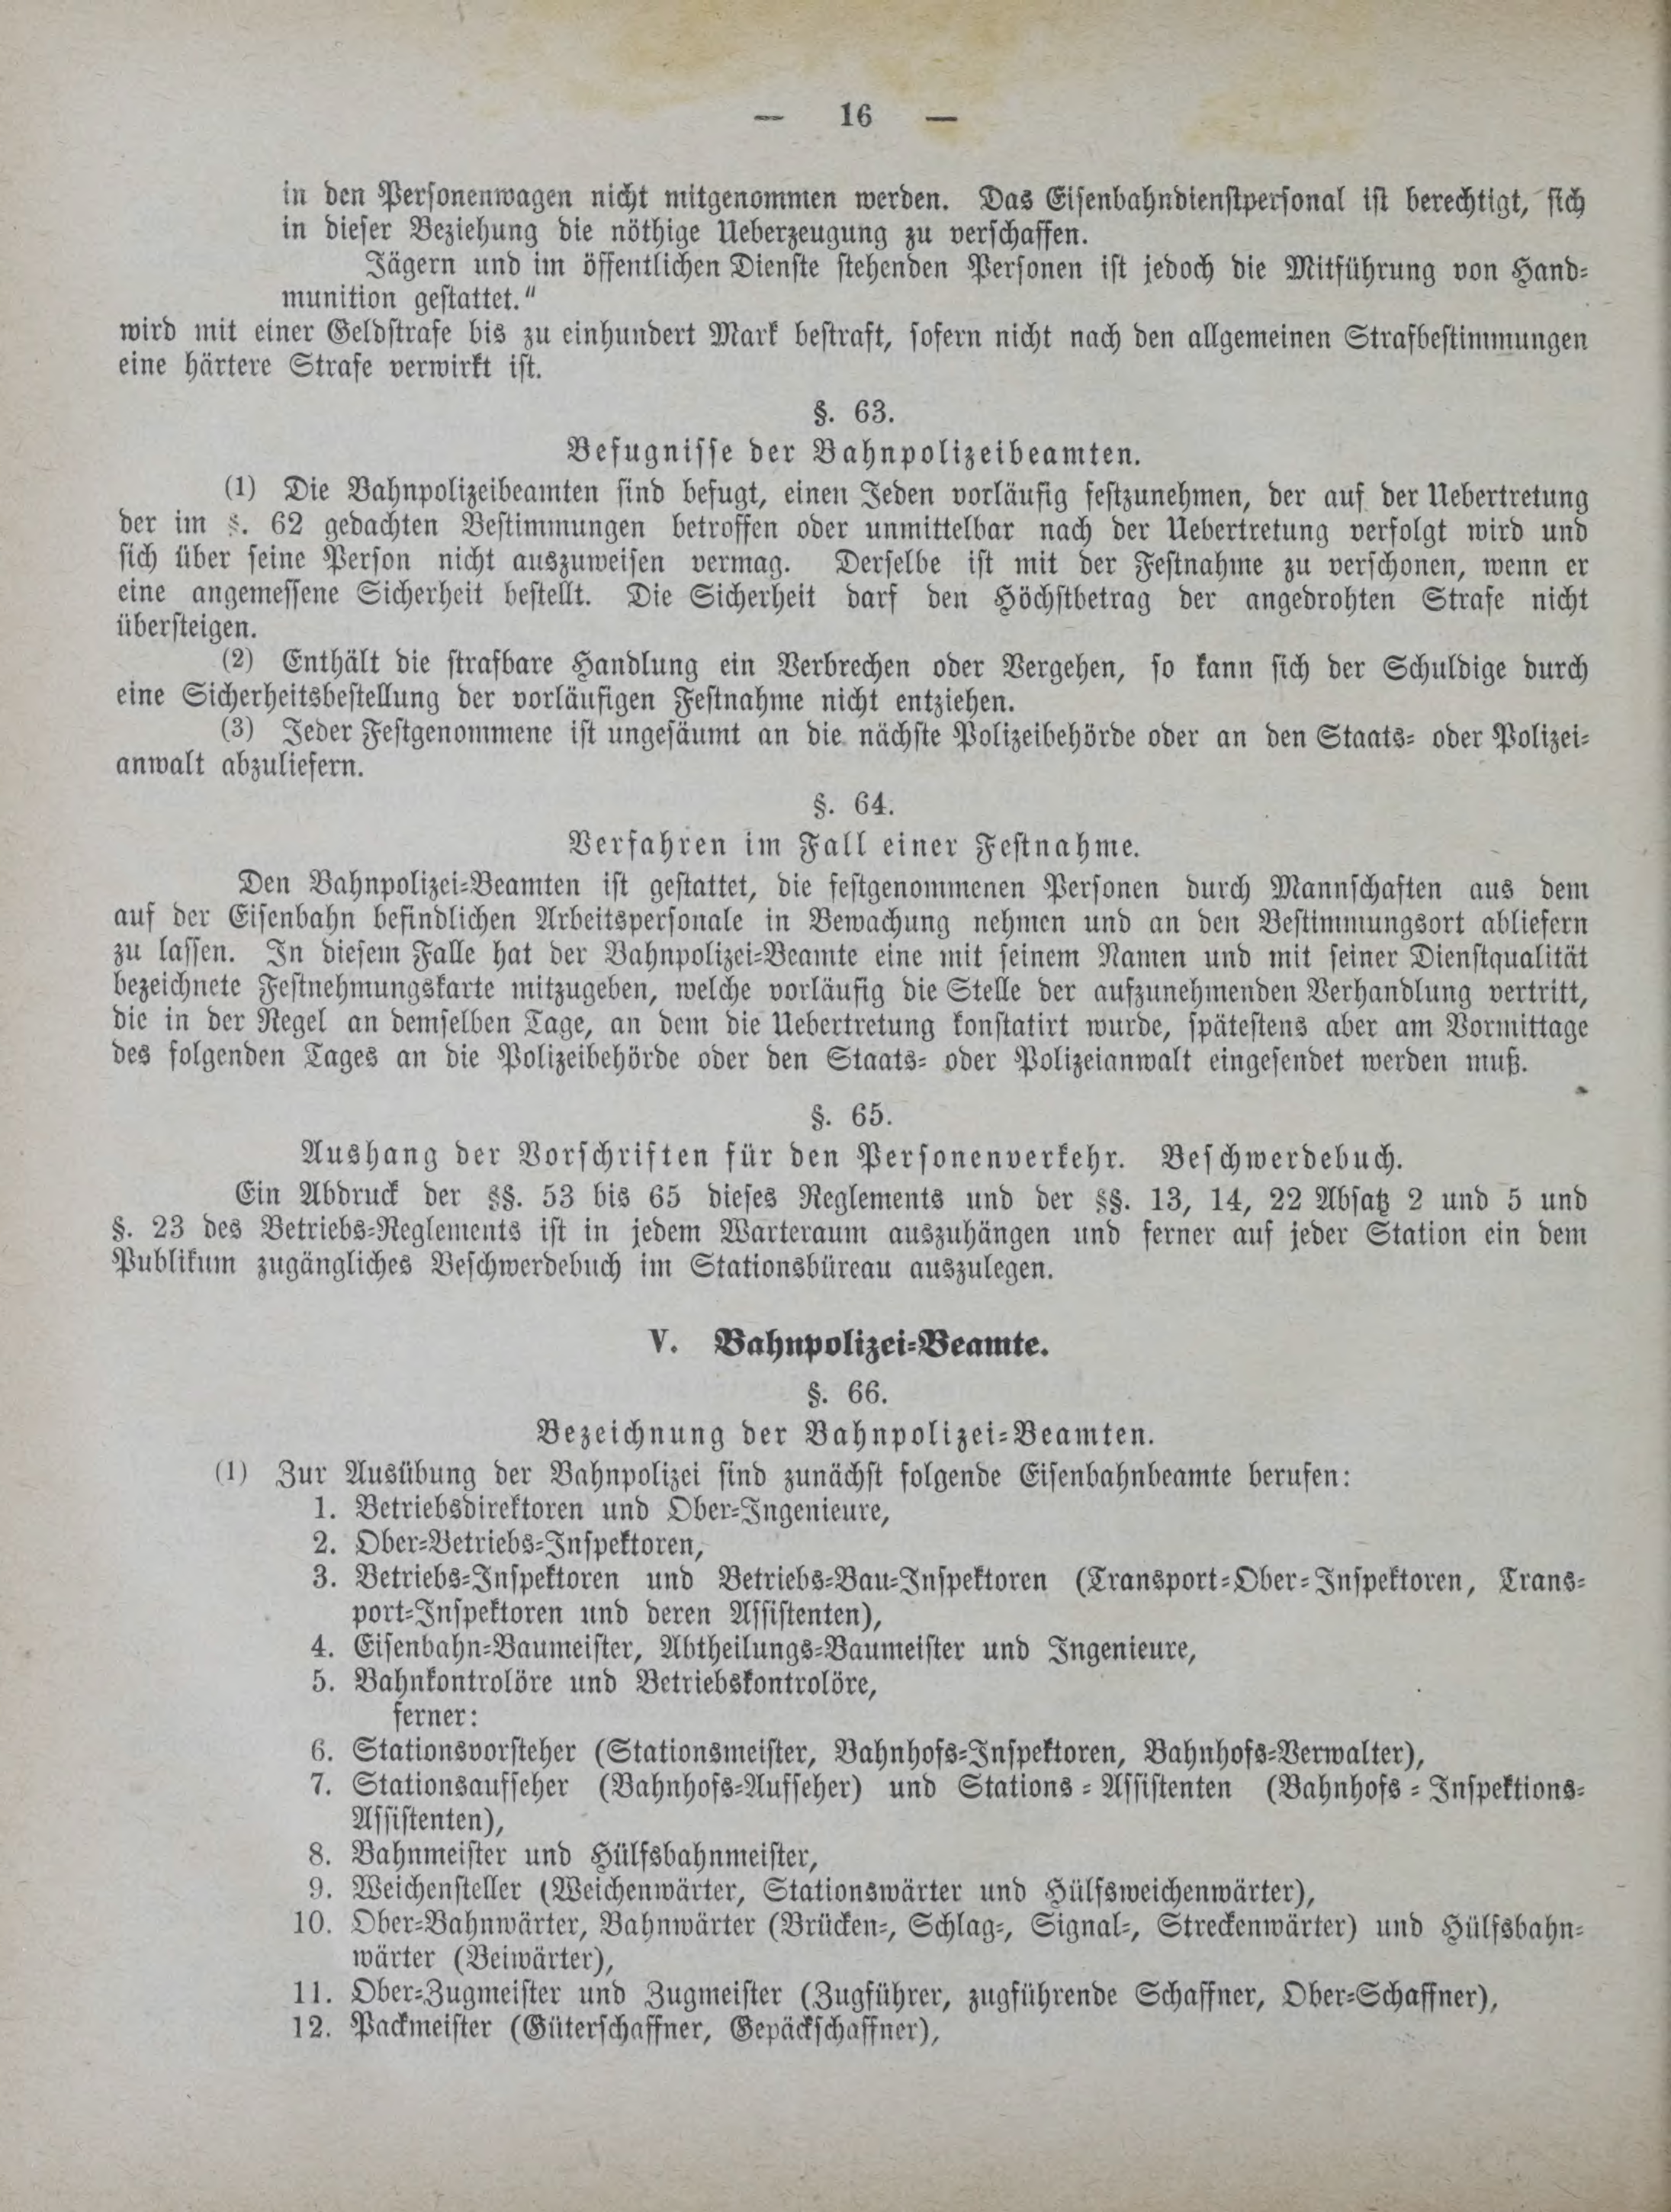 — 16 —
in den Personenwagen nicht mitgenommen werden. Das Eisenbahndienstpersonal ist berechtigt, sich
in dieser Beziehung die nöthige Ueberzeugung zu verschaffen.
Jägern und im öffentlichen Dienste stehenden Personen ist jedoch die Mitführung von Hand-
munition gestattet."
wird mit einer Geldstrafe bis zu einhundert Mark bestraft, sofern nicht nach den allgemeinen Strafbestimmungen
eine härtere Strafe verwirkt ist.
§. 63.
Befugnisse der Bahnpolizeibeamten.
(1) Die Bahnpolizeibeamten sind befugt, einen Jeden vorläufig festzunehmen, der auf der Uebertretung
der im §. 62 gedachten Bestimmungen betroffen oder unmittelbar nach der Uebertretung verfolgt wird und
sich über seine Person nicht auszuweisen vermag. Derselbe ist mit der Festnahme zu verschonen, wenn er
eine angemessene Sicherheit bestellt. Die Sicherheit darf den Höchstbetrag der angedrohten Strafe nicht
übersteigen.
(2) Enthält die strafbare Handlung ein Verbrechen oder Vergehen, so kann sich der Schuldige durch
eine Sicherheitsbestellung der vorläufigen Festnahme nicht entziehen.
(3) Jeder Festgenommene ist ungesäumt an die nächste Polizeibehörde oder an den Staats- oder Polizei-
anwalt abzuliefern.
§. 64.
Verfahren im Fall einer Festnahme.
Den Bahnpolizei-Beamten ist gestattet, die festgenommenen Personen durch Mannschaften aus dem
auf der Eisenbahn befindlichen Arbeitspersonale in Bewachung nehmen und an den Bestimmungsort abliefern
zu lassen. In diesem Falle hat der Bahnpolizei-Beamte eine mit seinem Namen und mit seiner Dienstqualität
bezeichnete Festnehmungskarte mitzugeben, welche vorläufig die Stelle der aufzunehmenden Verhandlung vertritt,
die in der Regel an demselben Tage, an dem die Uebertretung konstatirt wurde, spätestens aber am Vormittage
des folgenden Tages an die Polizeibehörde oder den Staats- oder Polizeianwalt eingesendet werden muß.
§. 65.
Aushang der Vorschriften für den Personenverkehr. Beschwerdebuch.
Ein Abdruck der §§. 53 bis 65 dieses Reglements und der §§. 13, 14, 22 Absatz 2 und 5 und
§. 23 des Betriebs-Reglements ist in jedem Warteraum auszuhängen und ferner auf jeder Station ein dem
Publikum zugängliches Beschwerdebuch im Stationsbüreau auszulegen.
V. Bahnpolizei-Beamte.
§. 66.
Bezeichnung der Bahnpolizei-Beamten.
(1) Zur Ausübung der Bahnpolizei sind zunächst folgende Eisenbahnbeamte berufen:
1. Betriebsdirektoren und Ober-Ingenieure,
2. Ober-Betriebs-Inspektoren,
3. Betriebs-Inspektoren und Betriebs-Bau-Inspektoren (Transport-Ober-Inspektoren, Trans-
port-Inspektoren und deren Assistenten),
4. Eisenbahn-Baumeister, Abtheilungs-Baumeister und Ingenieure,
5. Bahnkontrolöre und Betriebskontrolöre,
ferner:
6. Stationsvorsteher (Stationsmeister, Bahnhofs-Inspektoren, Bahnhofs-Verwalter),
7. Stationsaufseher (Bahnhofs-Aufseher) und Stations-Assistenten (Bahnhofs-Inspektions-
Assistenten),
8. Bahnmeister und Hülfsbahnmeister,
9. Weichensteller (Weichenwärter, Stationswärter und Hülfsweichenwärter),
10. Ober-Bahnwärter, Bahnwärter (Brücken-, Schlag-, Signal-, Streckenwärter) und Hülfsbahn-
wärter (Beiwärter),
11. Ober-Zugmeister und Zugmeister (Zugführer, zugführende Schaffner, Ober-Schaffner),
12. Packmeister (Güterschaffner, Gepäckschaffner),